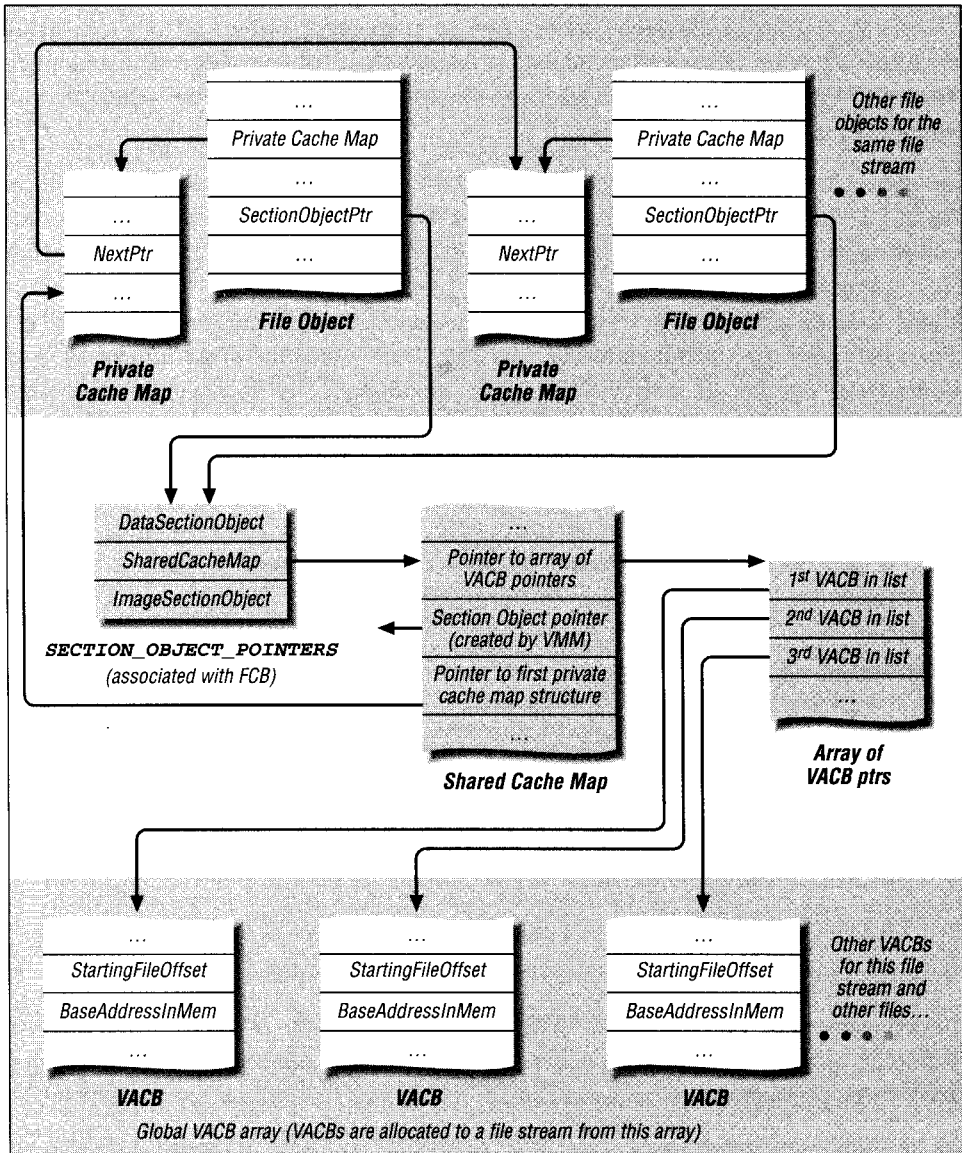 ...
Private Cache Map
...
SectionObjectPtr
...
File Object
...
NextPtr
...
Private
Cache Map
...
Private Cache Map
...
SectionObjectPtr
...
File Object
...
NextPtr
...
Private
Cache Map
Other file
objects for the
same file
stream
DataSectionObject
SharedCacheMap
ImageSectionObject
SECTION_OBJECT_POINTERS
(associated with FCB)
...
Pointer to array of
VACB pointers
Section Object pointer
(created by VMM)
Pointer to first private
cache map structure
...
Shared Cache Map
1st VACB in list
2nd VACB in list
3rd VACB in list
...
Array of
VACB ptrs
...
StartingFileOffset
BaseAddressInMem
...
VACB
...
StartingFileOffset
BaseAddressInMem
...
VACB
...
StartingFileOffset
BaseAddressInMem
...
VACB
Other VACBs
for this file
stream and
other files...
Global VACB array (VACBs are allocated to a file stream from this array)